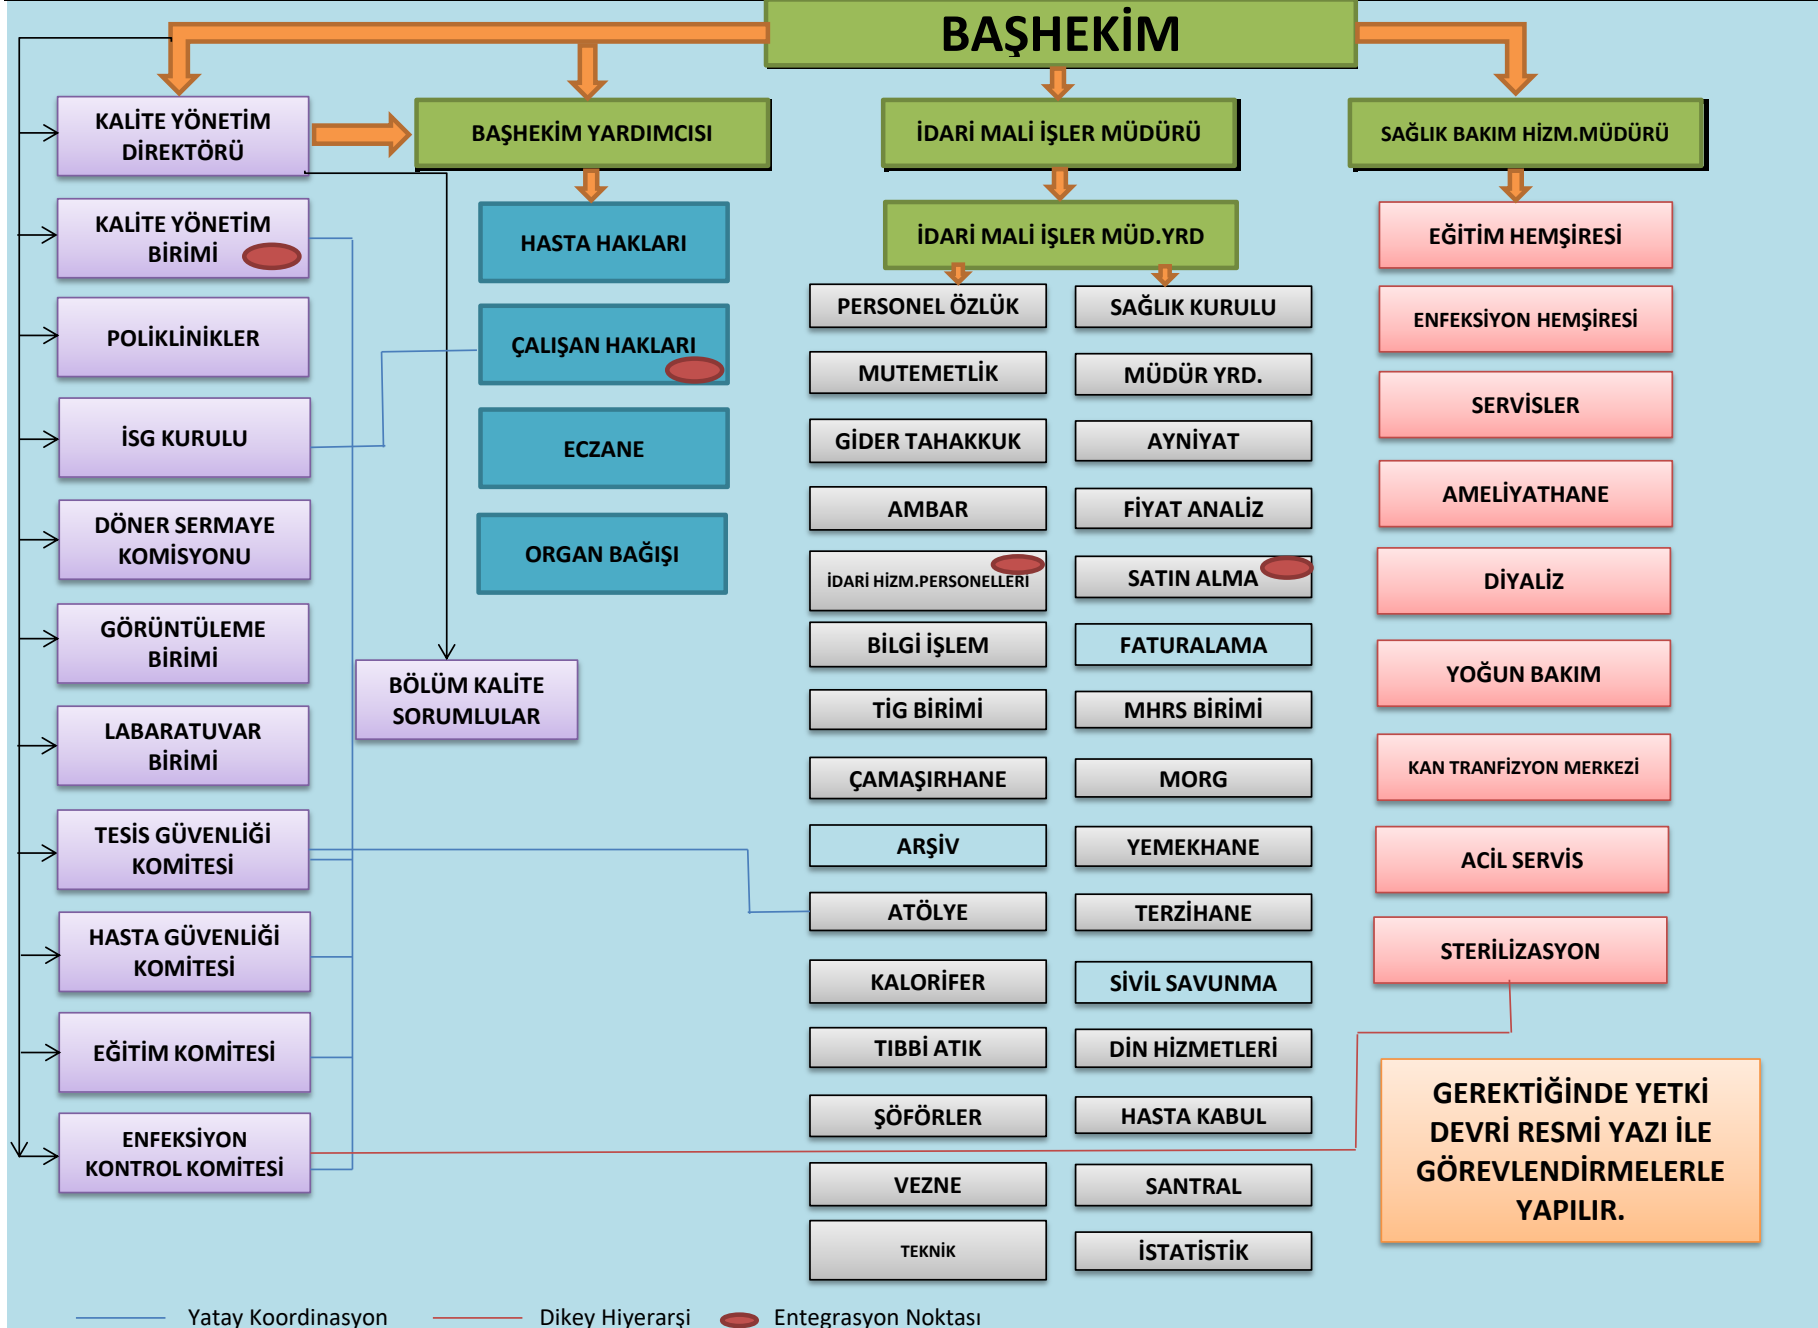 BAŞHEKİM
KALİTE YÖNETİM
DİREKTÖRÜ
KALİTE YÖNETİM
BİRİMİ
POLİKLİNİKLER
İSG KURULU
DÖNER SERMAYE
KOMİSYONU
GÖRÜNTÜLEME
BİRİMİ
LABARATUVAR
BİRİMİ
TESİS GÜVENLİĞİ
KOMİTESİ
HASTA GÜVENLİĞİ
KOMİTESİ
EĞİTİM KOMİTESİ
ENFEKSİYON
KONTROL KOMİTESİ
BAŞHEKİM YARDIMCISI
HASTA HAKLARI
ÇALIŞAN HAKLARI
ECZANE
ORGAN BAĞIŞI
BÖLÜM KALİTE
SORUMLULAR
İDARİ MALİ İŞLER MÜDÜRÜ
İDARİ MALİ İŞLER MÜD.YRD
PERSONEL ÖZLÜK
MUTEMETLİK
GİDER TAHAKKUK
AMBAR
İDARİ HİZM.PERSONELLERİ
BİLGİ İŞLEM
TİG BİRİMİ
ÇAMAŞIRHANE
ARŞİV
ATÖLYE
KALORİFER
TIBBİ ATIK
ŞÖFÖRLER
VEZNE
TEKNİK
SAĞLIK KURULU
MÜDÜR YRD.
AYNİYAT
FİYAT ANALİZ
SATIN ALMA
FATURALAMA
MHRS BİRİMİ
MORG
YEMEKHANE
TERZİHANE
SİVİL SAVUNMA
DİN HİZMETLERİ
HASTA KABUL
SANTRAL
İSTATİSTİK
SAĞLIK BAKIM HİZM.MÜDÜRÜ
EĞİTİM HEMŞİRESİ
ENFEKSİYON HEMŞİRESİ
SERVİSLER
AMELİYATHANE
DİYALİZ
YOĞUN BAKIM
KAN TRANFİZYON MERKEZİ
ACİL SERVİS
STERİLİZASYON
GEREKTİĞİNDE YETKİ
DEVRİ RESMİ YAZI İLE
GÖREVLENDİRMELERLE
YAPILIR.
Yatay Koordinasyon
Dikey Hiyerarşi
Entegrasyon Noktası